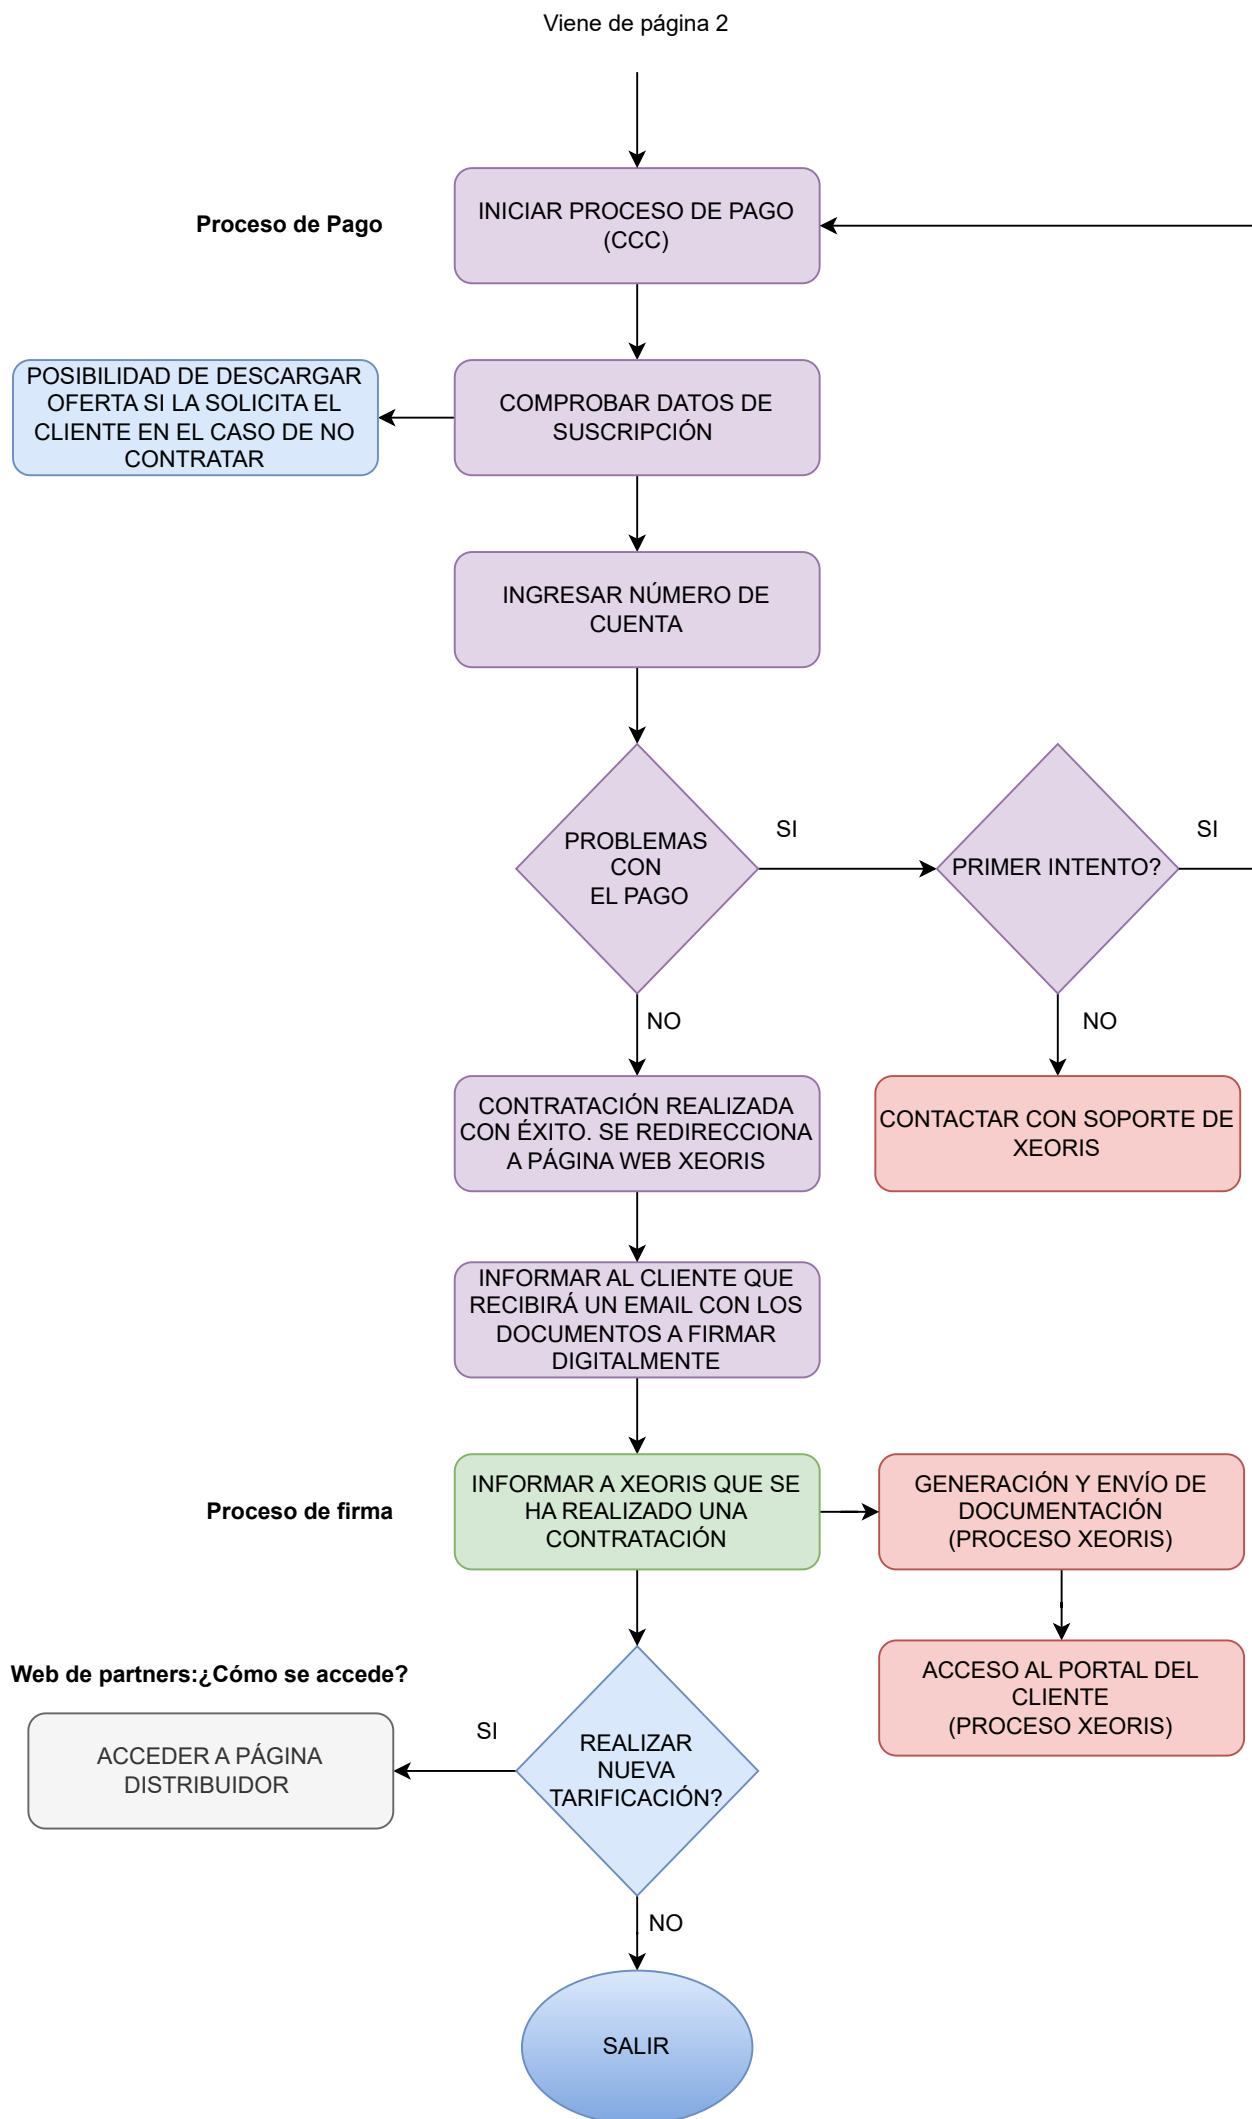 Viene de página 2
Proceso de Pago
INICIAR PROCESO DE PAGO
(CCC)
POSIBILIDAD DE DESCARGAR
OFERTA SI LA SOLICITA EL
CLIENTE EN EL CASO DE NO
CONTRATAR
COMPROBAR DATOS DE
SUSCRIPCIÓN
INGRESAR NÚMERO DE
CUENTA
PROBLEMAS
CON
EL PAGO
SI
PRIMER INTENTO?
SI
NO
NO
CONTRATACIÓN REALIZADA
CON ÉXITO. SE REDIRECCIONA
A PÁGINA WEB XEORIS
CONTACTAR CON SOPORTE DE
XEORIS
INFORMAR AL CLIENTE QUE
RECIBIRÁ UN EMAIL CON LOS
DOCUMENTOS A FIRMAR
DIGITALMENTE
Proceso de firma
INFORMAR A XEORIS QUE SE
HA REALIZADO UNA
CONTRATACIÓN
GENERACIÓN Y ENVÍO DE
DOCUMENTACIÓN
(PROCESO XEORIS)
ACCESO AL PORTAL DEL
CLIENTE
(PROCESO XEORIS)
Web de partners:¿Cómo se accede?
ACCEDER A PÁGINA
DISTRIBUIDOR
SI
REALIZAR
NUEVA
TARIFICACIÓN?
NO
SALIR